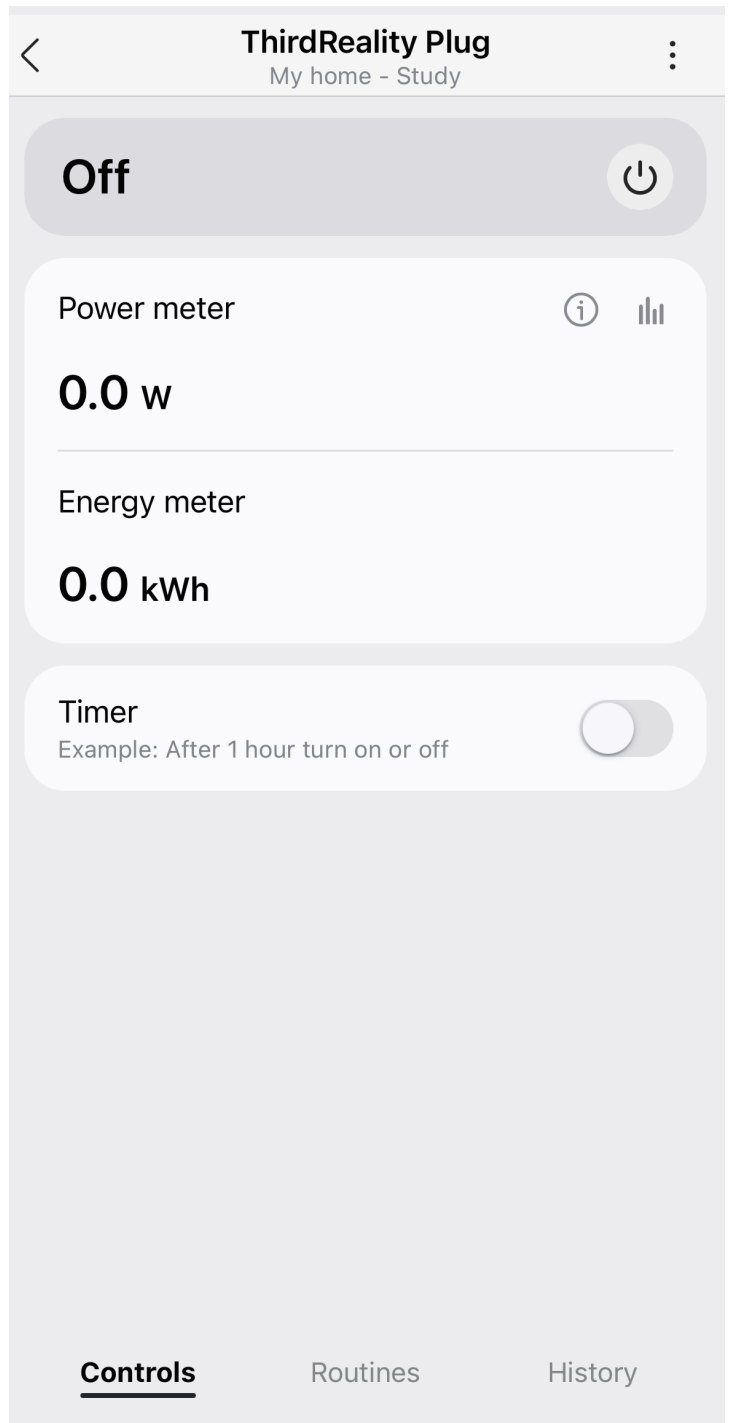 ThirdReality Plug
My home - Study
Off
Power meter
0.0 W
Energy meter
0.0 kWh
Timer
Example: After 1 hour turn on or off
Controls
Routines
History